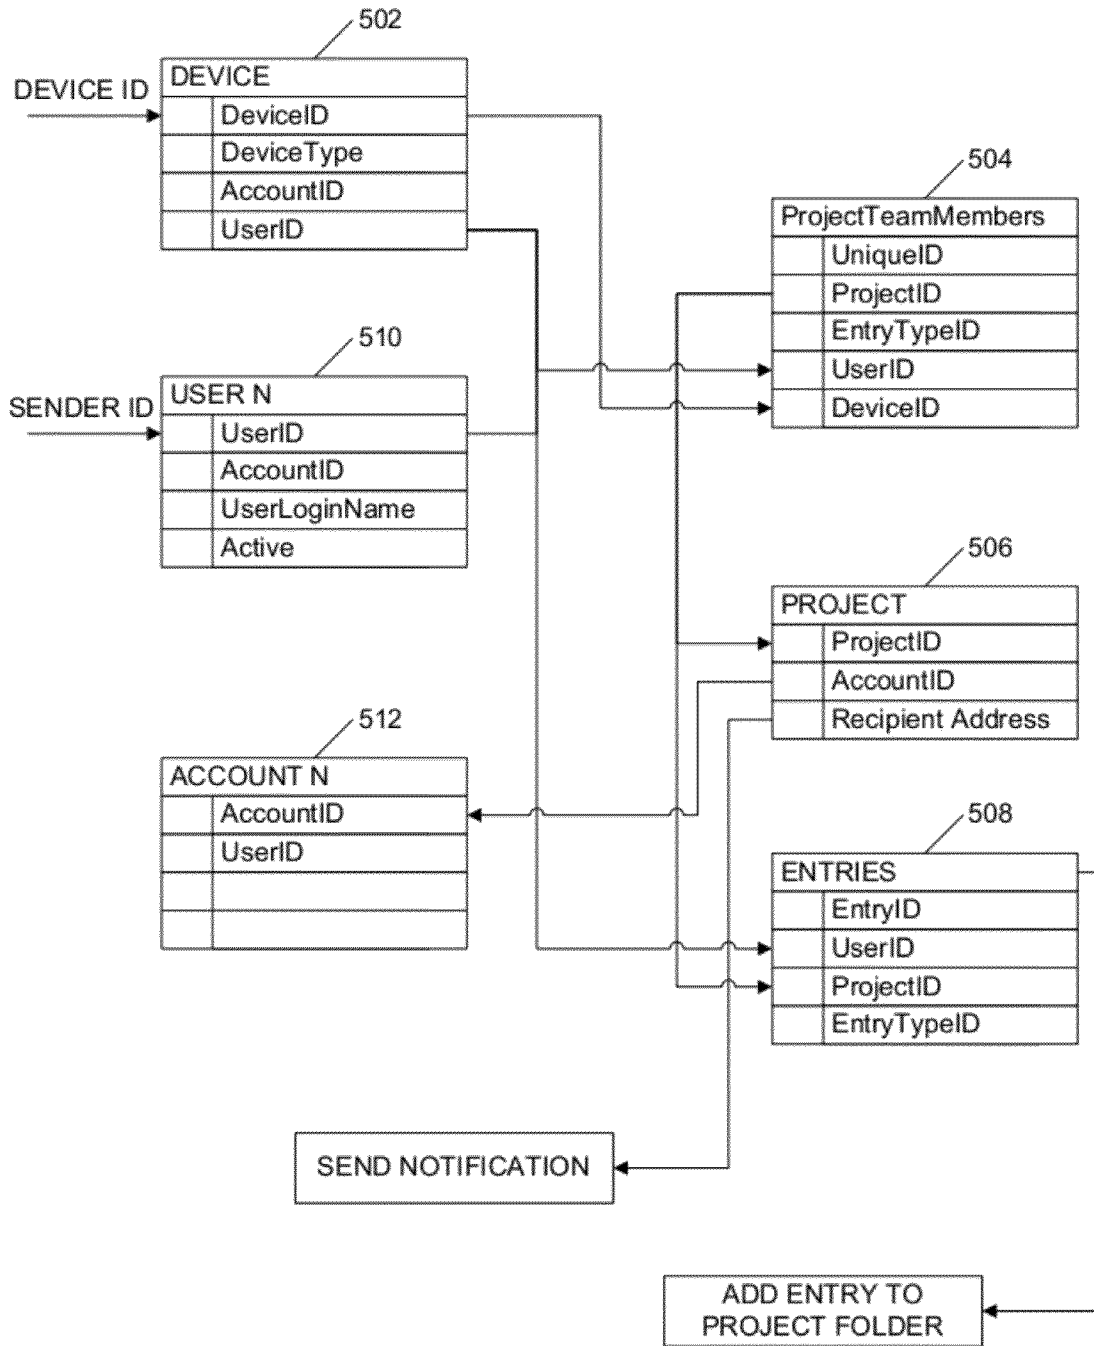 502
DEVICE
DEVICE ID
DeviceID
DeviceType
AccountID
UserID
504
ProjectTeamMembers
UniqueID
ProjectID
EntryTypeID
UserID
DeviceID
510
USER N
SENDER ID
UserID
AccountID
UserLoginName
Active
506
PROJECT
ProjectID
AccountID
Recipient Address
512
ACCOUNT N
AccountID
UserID
508
ENTRIES
EntryID
UserID
ProjectID
EntryTypeID
SEND NOTIFICATION
ADD ENTRY TO
PROJECT FOLDER